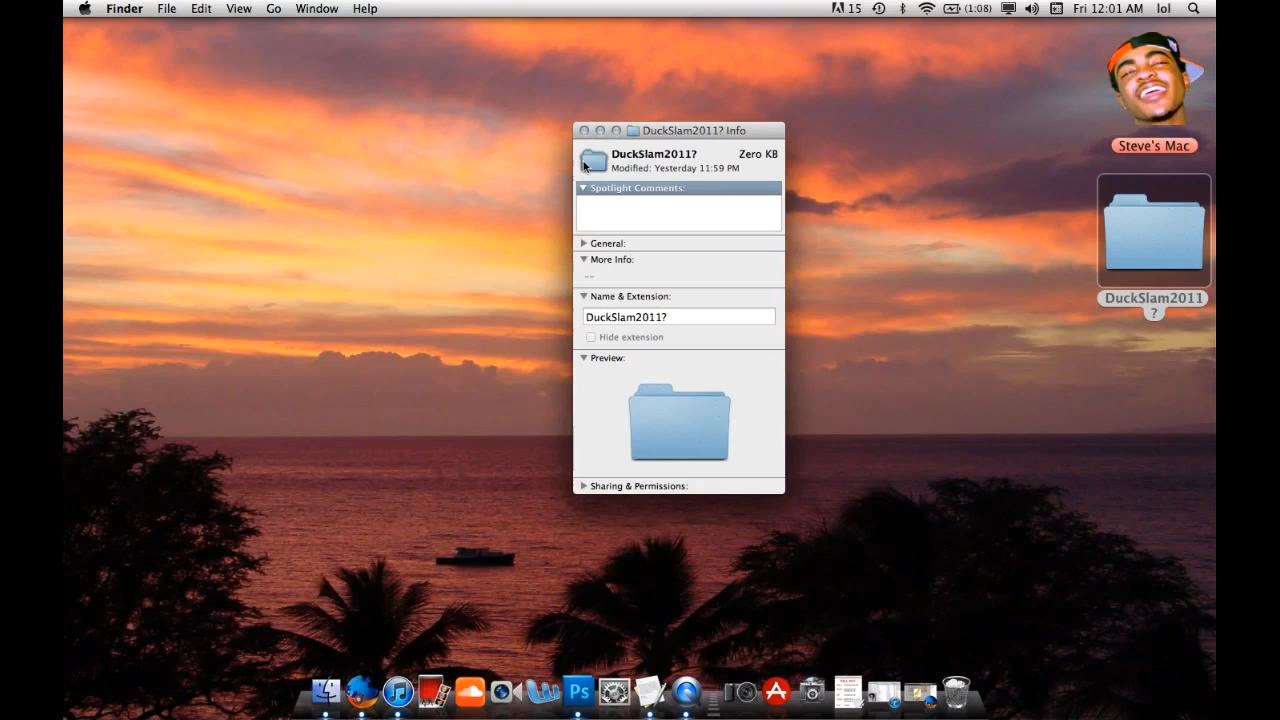 Finder File Edit View Go Window Help
15 (1:08) Fri 12:01 AM lol
DuckSlam2011? Info
DuckSlam2011? Zero KB
Modified: Yesterday 11:59 PM
Spotlight Comments:
General:
More Info:
--
Name & Extension:
DuckSlam2011?
Hide extension
Preview:
Sharing & Permissions:
Steve's Mac
DuckSlam2011
?
Ps